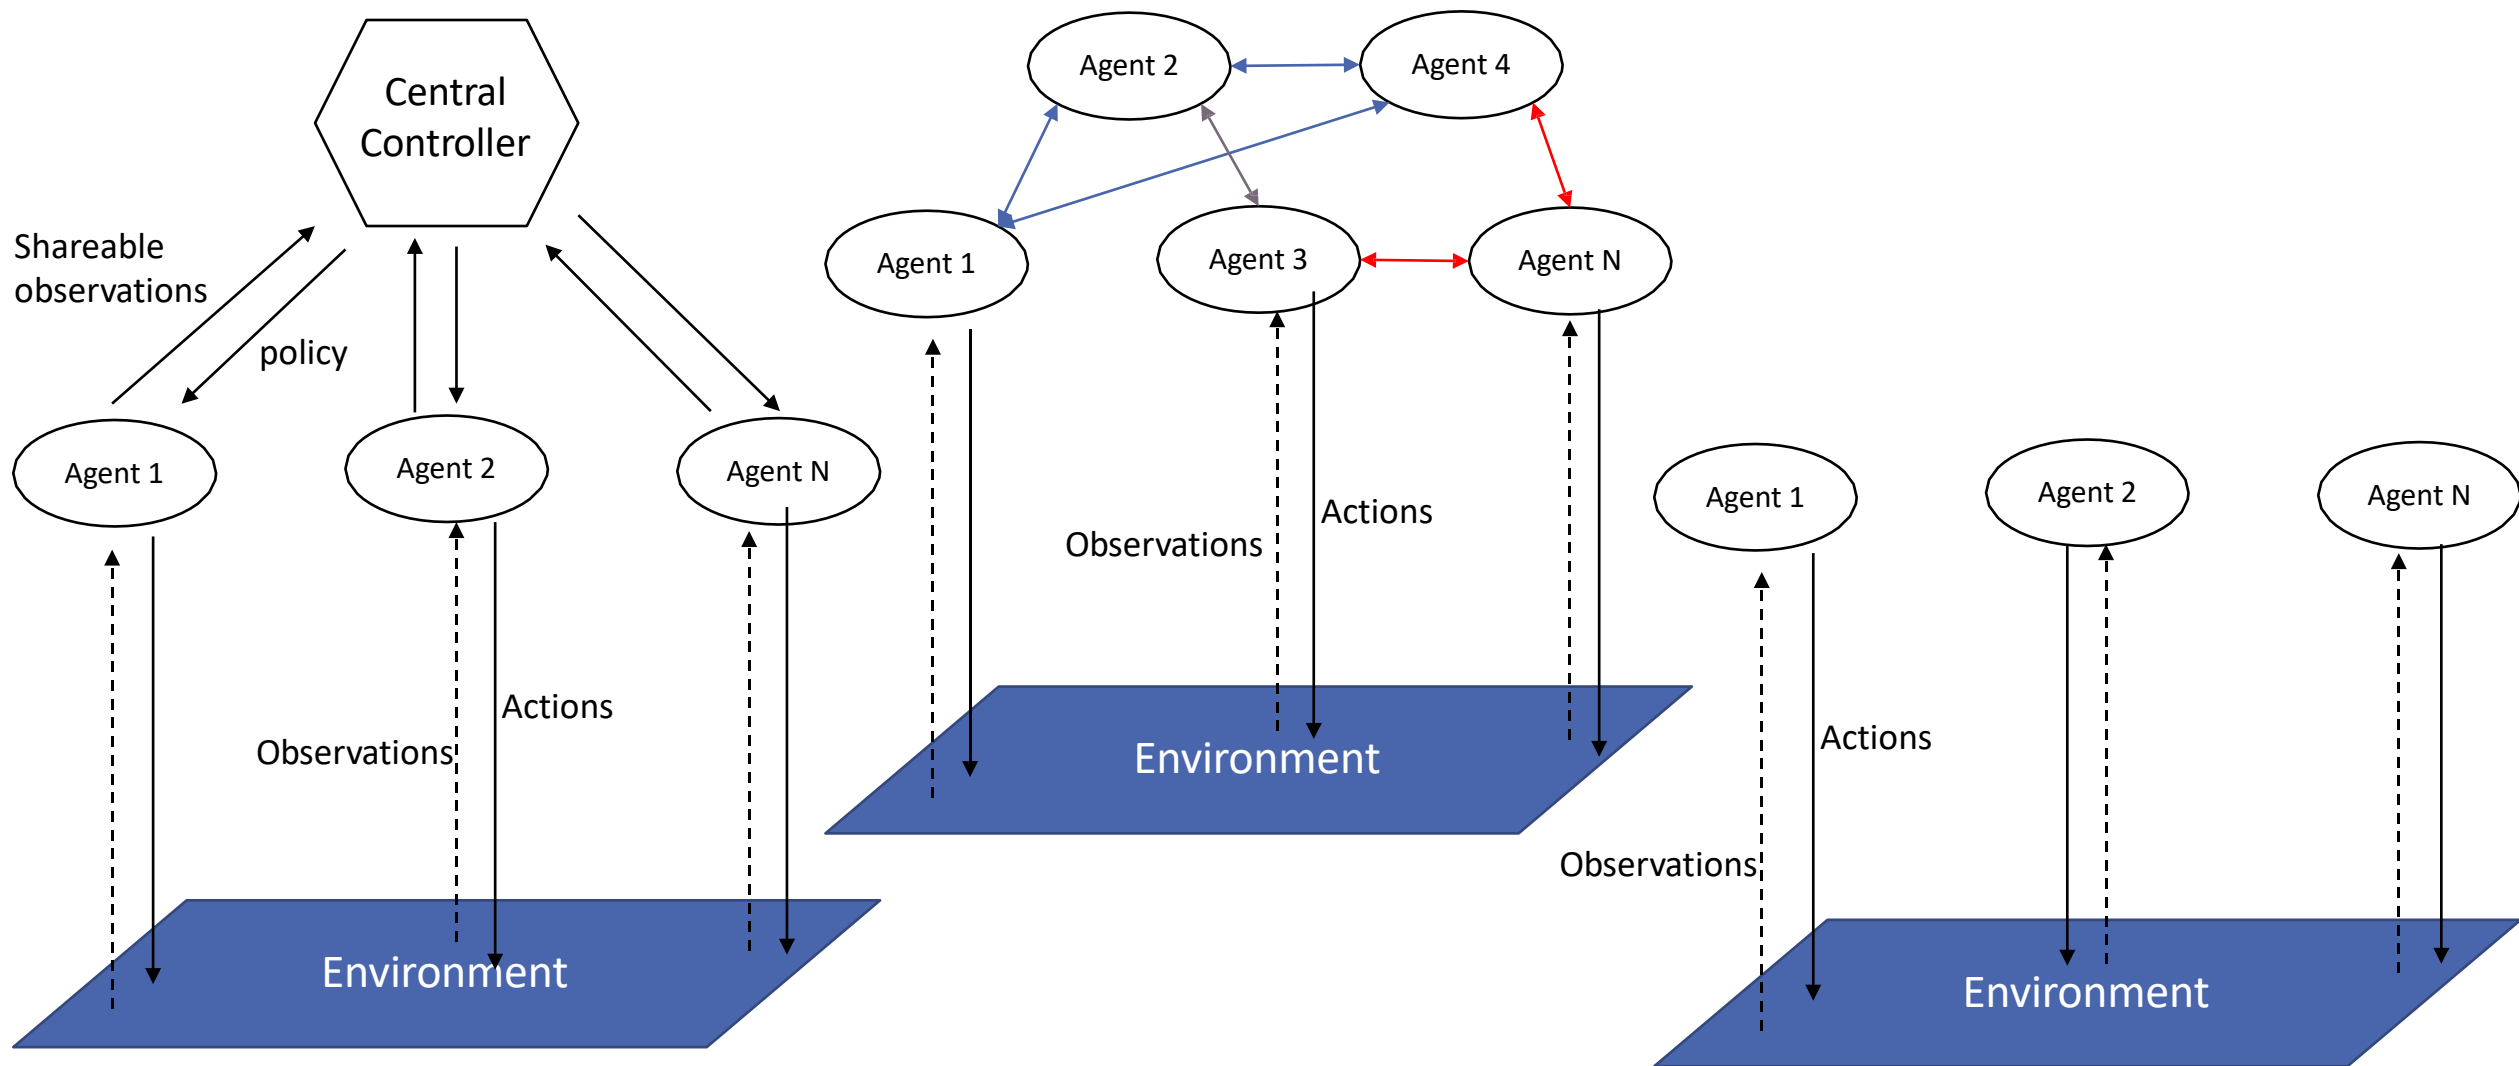 Central
Controller
Shareable
observations
policy
Agent 1
Agent 2
Agent N
Observations
Actions
Environment
Agent 2
Agent 4
Agent 1
Agent 3
Agent N
Observations
Actions
Environment
Agent 1
Agent 2
Agent N
Actions
Observations
Environment